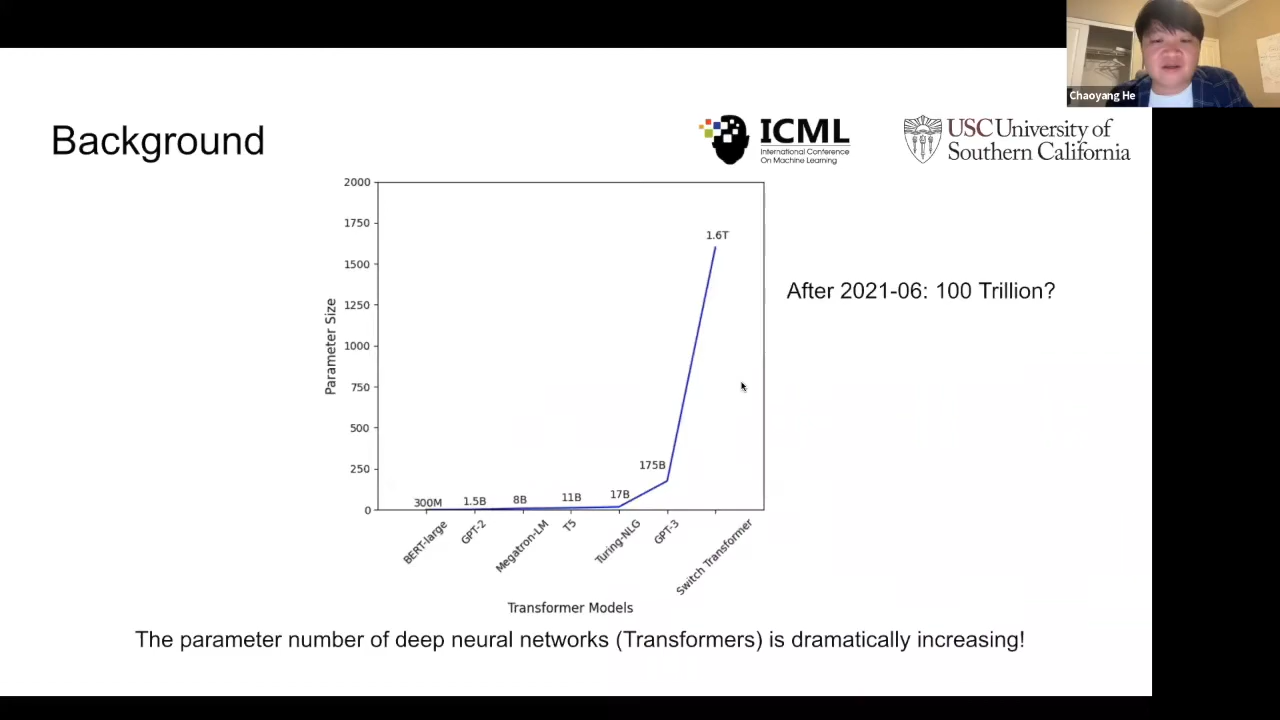 Chaoyang He
Background
ICML
International Conference
On Machine Learning
USC University of
Southern California
2000
1750
1500
1250
1000
750
500
250
0
Parameter Size
1.6T
175B
17B
11B
8B
1.5B
300M
After 2021-06: 100 Trillion?
BERT-large
GPT-2
Megatron-LM
T5
Turing-NLG
GPT-3
Switch Transformer
Transformer Models
The parameter number of deep neural networks (Transformers) is dramatically increasing!